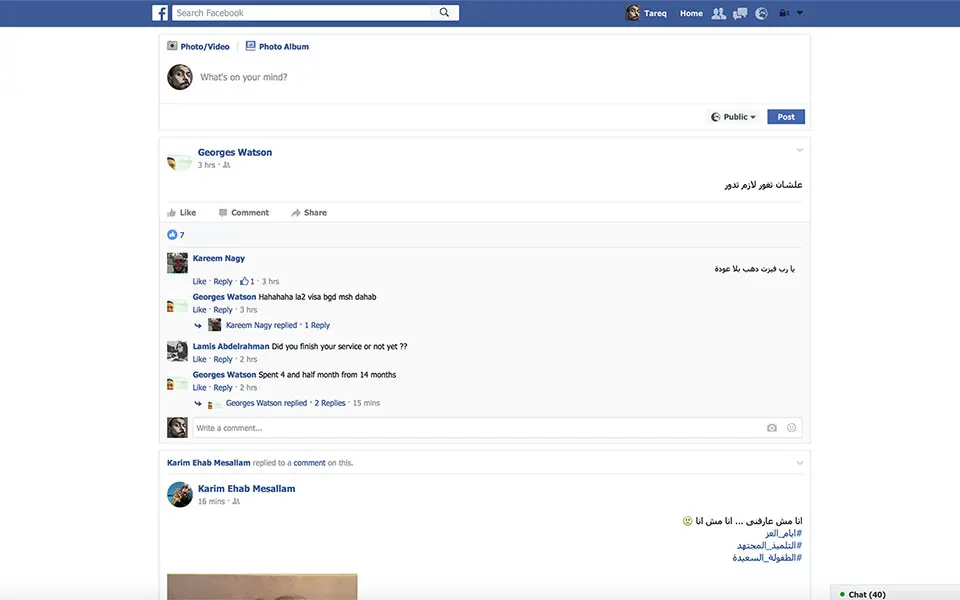 f Search Facebook
Tareq Home
Photo/Video Photo Album
What's on your mind?
Public Post
Georges Watson
3 hrs ·
علشان تغور لازم تدور
Like Comment Share
7
Kareem Nagy
يا رب فيزت دهب بلا عودة
Like · Reply · 1 · 3 hrs
Georges Watson Hahahaha la2 visa bgd msh dahab
Like · Reply · 3 hrs
Kareem Nagy replied · 1 Reply
Lamis Abdelrahman Did you finish your service or not yet ??
Like · Reply · 2 hrs
Georges Watson Spent 4 and half month from 14 months
Like · Reply · 2 hrs
Georges Watson replied · 2 Replies · 15 mins
Write a comment...
Karim Ehab Mesallam replied to a comment on this.
Karim Ehab Mesallam
16 mins ·
انا مش عارفنى ... انا مش انا
#ايام_العز
#التلميذ_المجتهد
#الطفولة_السعيدة
Chat (40)